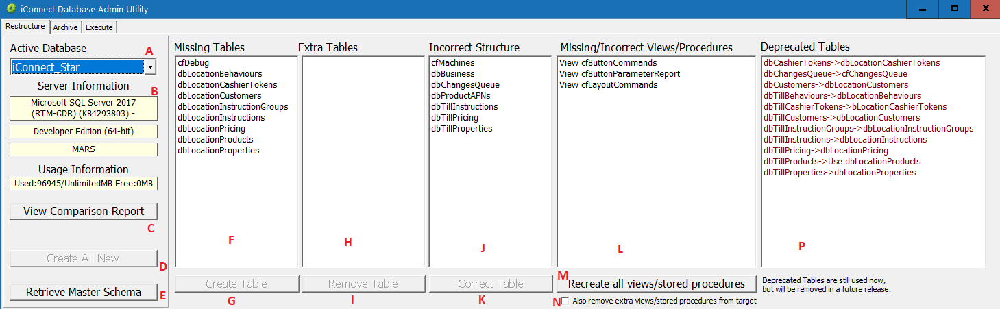 iConnect Database Admin Utility
Restructure
Archive
Execute
Active Database
A
iConnect_Star
Server Information
B
Microsoft SQL Server 2017
(RTM-GDR) (KB4293803) -
Developer Edition (64-bit)
MARS
Usage Information
Used:96945/UnlimitedMB Free:0MB
View Comparison Report
C
Create All New
D
Retrieve Master Schema
E
Missing Tables
cfDebug
dbLocationBehaviours
dbLocationCashierTokens
dbLocationCustomers
dbLocationInstructionGroups
dbLocationInstructions
dbLocationPricing
dbLocationProducts
dbLocationProperties
F
Create Table
G
Extra Tables
H
Remove Table
I
Incorrect Structure
cfMachines
dbBusiness
dbChangesQueue
dbProductAPNs
dbTillInstructions
dbTillPricing
dbTillProperties
J
Correct Table
K
Missing/Incorrect Views/Procedures
View cfButtonCommands
View cfButtonParameterReport
View cfLayoutCommands
L
M
Recreate all views/stored procedures
N
Also remove extra views/stored procedures from target
Deprecated Tables
dbCashierTokens->dbLocationCashierTokens
dbChangesQueue->cfChangesQueue
dbCustomers->dbLocationCustomers
dbTillBehaviours->dbLocationBehaviours
dbTillCashierTokens->bLocationCashierTokens
dbTillCustomers->dbLocationCustomers
dbTillInstructionGroups->dbLocationInstructionGroups
dbTillInstructions->dbLocationInstructions
dbTillPricing->dbLocationPricing
dbTillProducts->Use dbLocationProducts
dbTillProperties->dbLocationProperties
P
Deprecated Tables are still used now,
but will be removed in a future release.